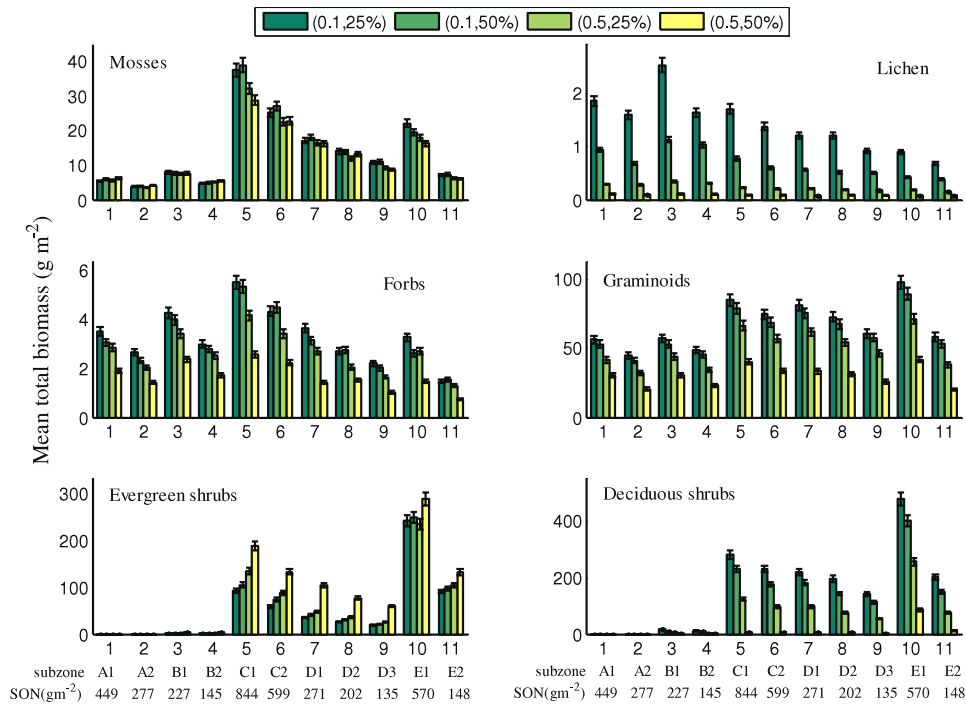 (0.1,25%) (0.1,50%) (0.5,25%) (0.5,50%)
Mean total biomass (g m-2)
Mosses
40
30
20
10
0
1 2 3 4 5 6 7 8 9 10 11
Lichen
2
1
0
1 2 3 4 5 6 7 8 9 10 11
Forbs
6
4
2
0
1 2 3 4 5 6 7 8 9 10 11
Graminoids
100
50
0
1 2 3 4 5 6 7 8 9 10 11
Evergreen shrubs
300
200
100
0
1 2 3 4 5 6 7 8 9 10 11
subzone A1 A2 B1 B2 C1 C2 D1 D2 D3 E1 E2
SON(gm-2) 449 277 227 145 844 599 271 202 135 570 148
Deciduous shrubs
400
200
0
1 2 3 4 5 6 7 8 9 10 11
subzone A1 A2 B1 B2 C1 C2 D1 D2 D3 E1 E2
SON(gm-2) 449 277 227 145 844 599 271 202 135 570 148